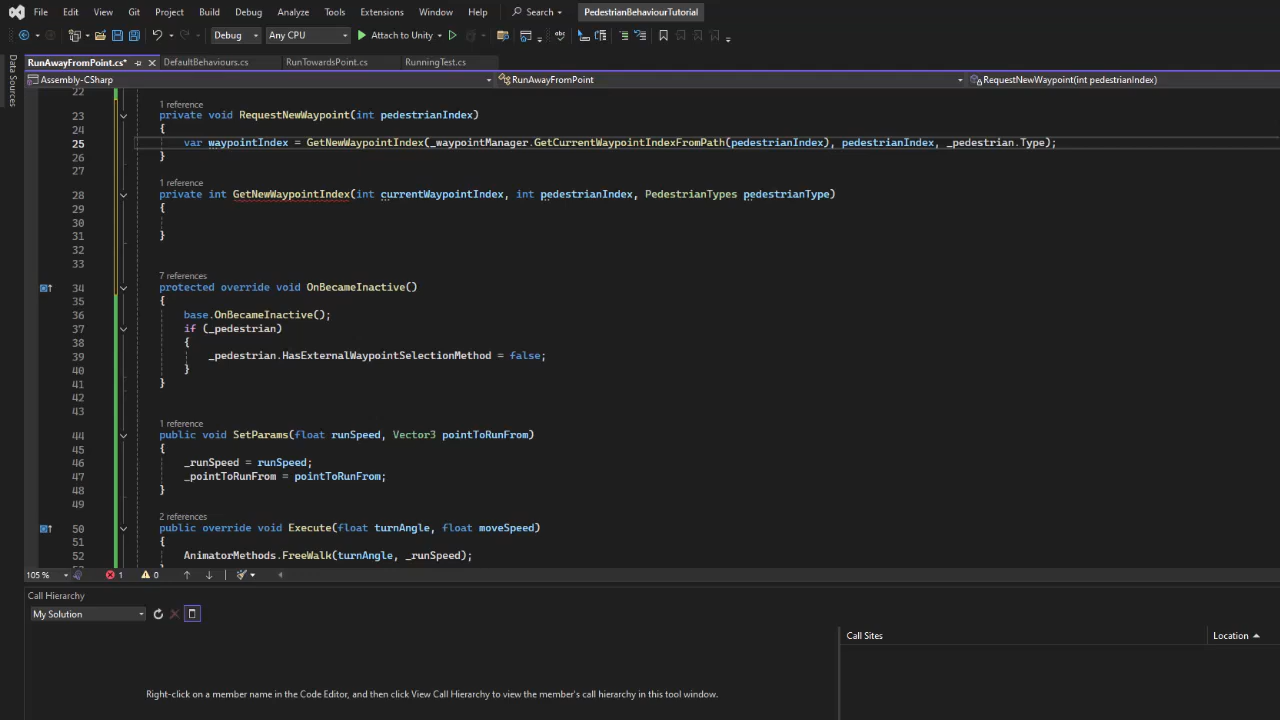 File Edit View Git Project Build Debug Analyze Tools Extensions Window Help Search PedestrianBehaviourTutorial
Debug Any CPU Attach to Unity
RunAwayFromPoint.cs* DefaultBehaviours.cs RunTowardsPoint.cs RunningTest.cs
Assembly-CSharp RunAwayFromPoint RequestNewWaypoint(int pedestrianIndex)
Data Sources
22
1 reference
23 private void RequestNewWaypoint(int pedestrianIndex)
24 {
25 var waypointIndex = GetNewWaypointIndex(_waypointManager.GetCurrentWaypointIndexFromPath(pedestrianIndex), pedestrianIndex, _pedestrian.Type);
26 }
27
1 reference
28 private int GetNewWaypointIndex(int currentWaypointIndex, int pedestrianIndex, PedestrianTypes pedestrianType)
29 {
30
31 }
32
33
7 references
34 protected override void OnBecameInactive()
35 {
36 base.OnBecameInactive();
37 if (_pedestrian)
38 {
39 _pedestrian.HasExternalWaypointSelectionMethod = false;
40 }
41 }
42
43
1 reference
44 public void SetParams(float runSpeed, Vector3 pointToRunFrom)
45 {
46 _runSpeed = runSpeed;
47 _pointToRunFrom = pointToRunFrom;
48 }
49
2 references
50 public override void Execute(float turnAngle, float moveSpeed)
51 {
52 AnimatorMethods.FreeWalk(turnAngle, _runSpeed);
105 % 1 0
Call Hierarchy
My Solution
Call Sites Location
Right-click on a member name in the Code Editor, and then click View Call Hierarchy to view the member's call hierarchy in this tool window.